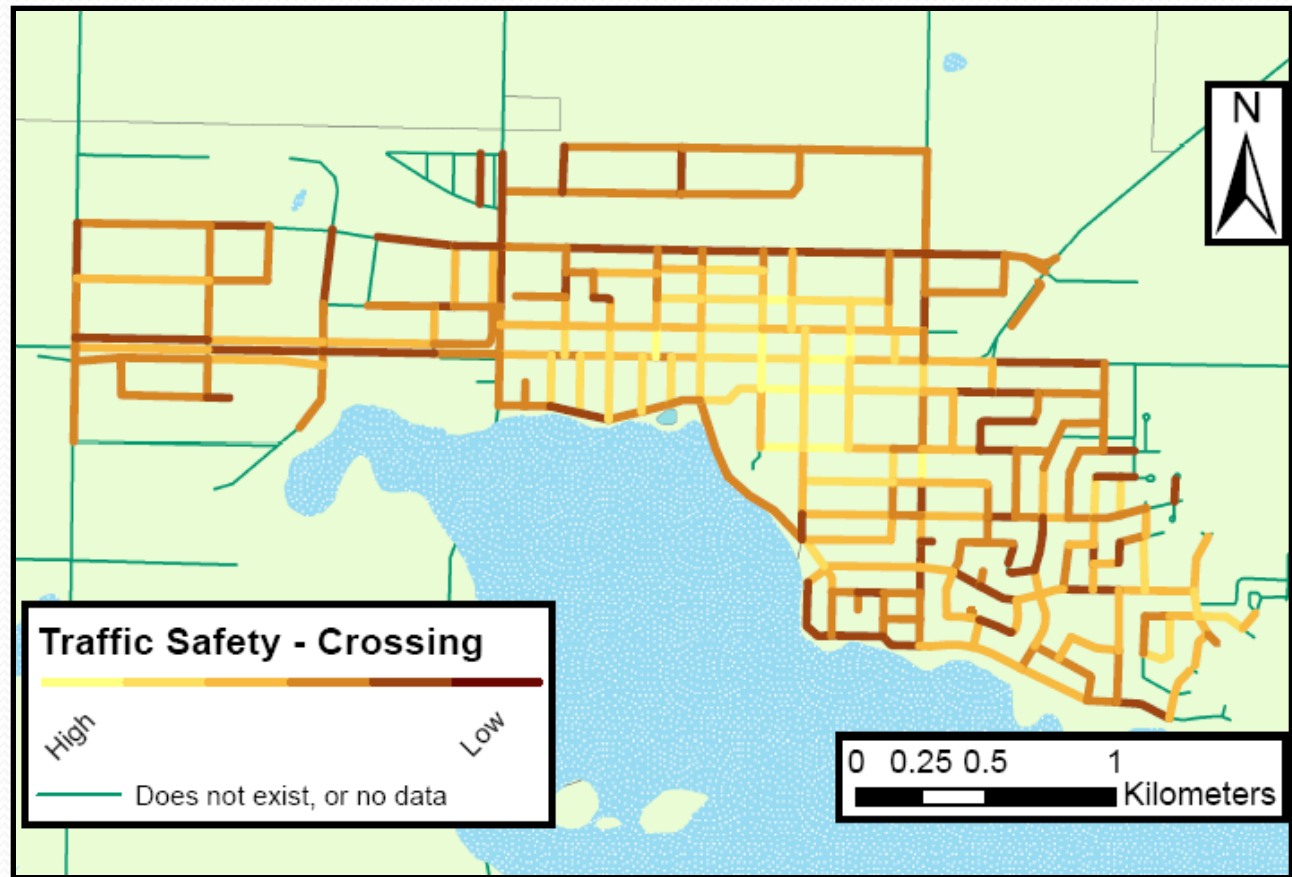 N
Traffic Safety - Crossing
High
Low
Does not exist, or no data
0 0.25 0.5 1
Kilometers